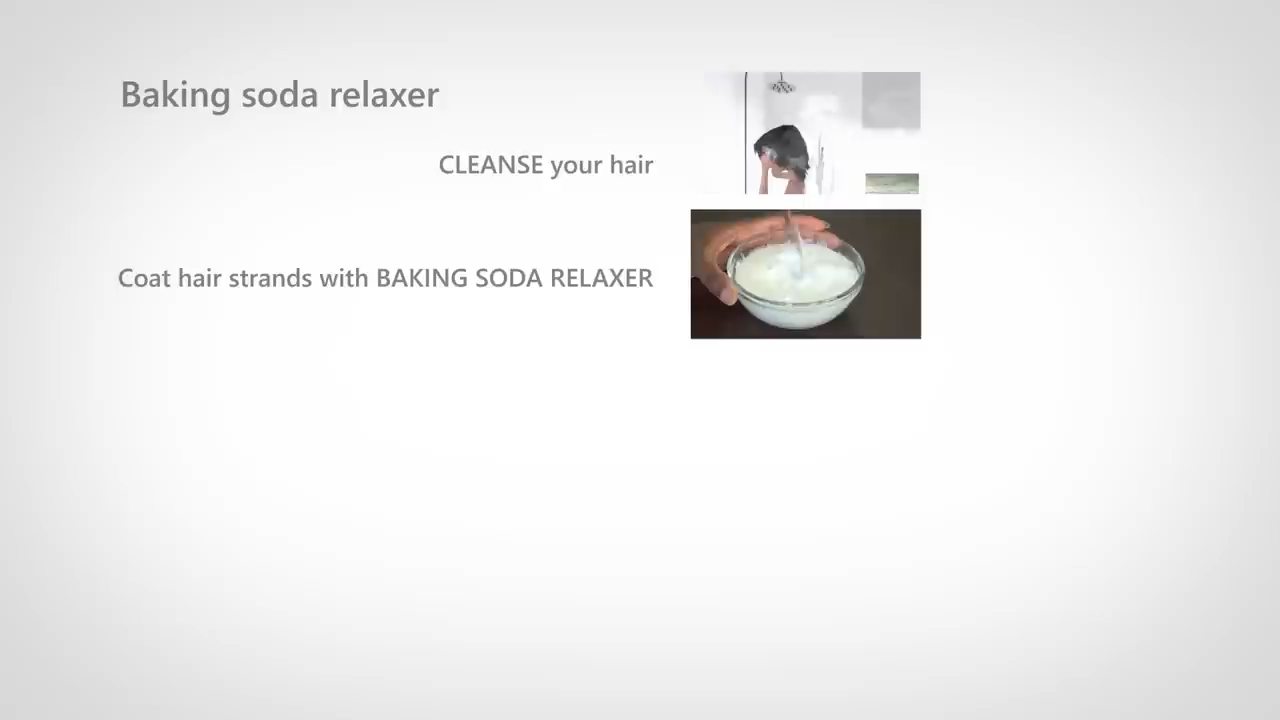 Baking soda relaxer
CLEANSE your hair
Coat hair strands with BAKING SODA RELAXER